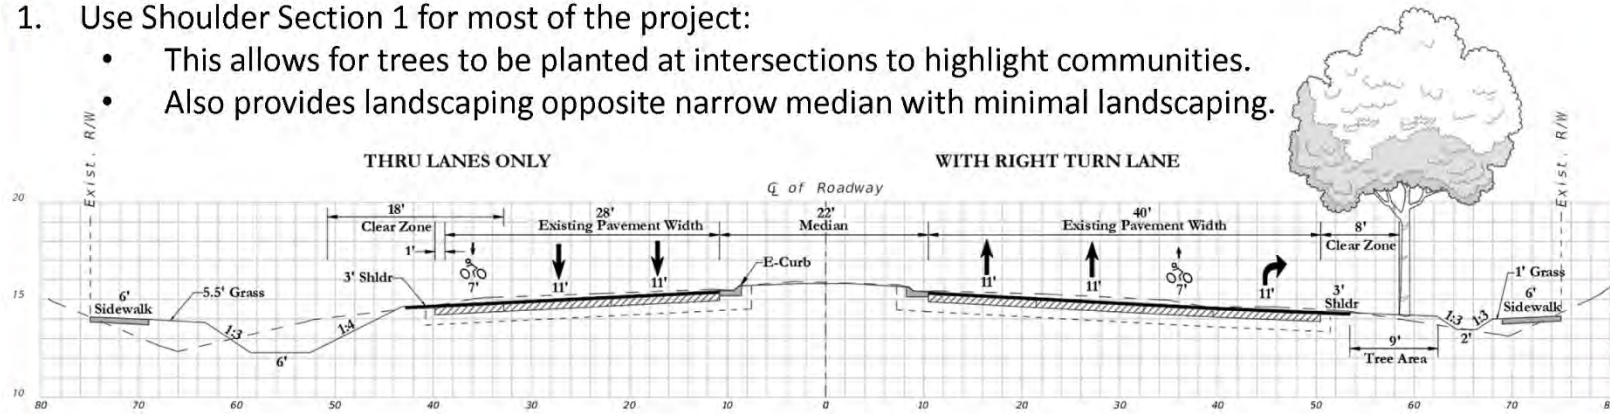 1. Use Shoulder Section 1 for most of the project:
• This allows for trees to be planted at intersections to highlight communities.
• Also provides landscaping opposite narrow median with minimal landscaping.
Exist. R/W
Exist. R/W
THRU LANES ONLY
WITH RIGHT TURN LANE
℄ of Roadway
20
18'
28'
22'
40'
8'
Clear Zone
Existing Pavement Width
Median
Existing Pavement Width
Clear Zone
1'
E-Curb
3' Shldr
7'
11'
11'
11'
11'
7'
11'
3'
Shldr
1' Grass
6'
Sidewalk
15
6'
Sidewalk
5.5' Grass
1:3
6'
1:4
1:3
1:3
2'
9'
Tree Area
10
80 70 60 50 40 30 20 10 0 10 20 30 40 50 60 70 8